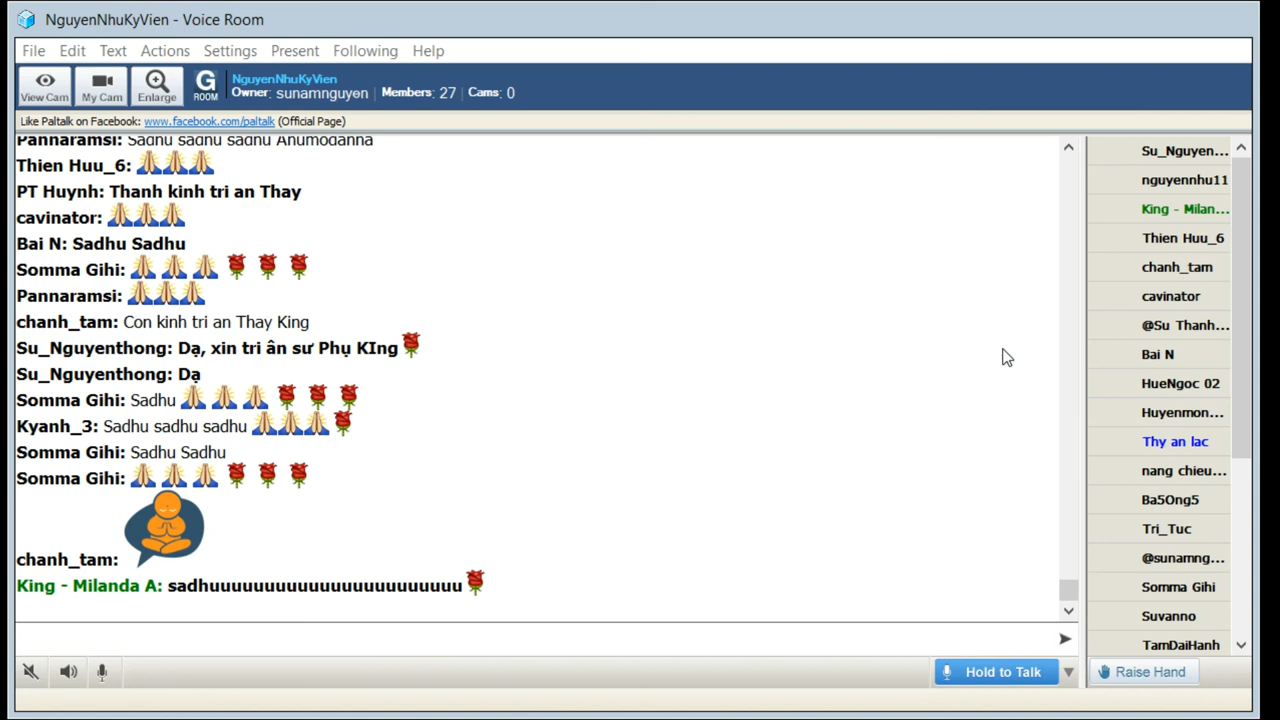 NguyenNhuKyVien - Voice Room
File Edit Text Actions Settings Present Following Help
View Cam My Cam Enlarge G ROOM
NguyenNhuKyVien
Owner: sunamnguyen Members: 27 Cams: 0
Like Paltalk on Facebook: www.facebook.com/paltalk (Official Page)
Pannaramsi: Sadhu sadhu sadhu Anumodanna
Thien Huu_6: 🙏🙏🙏
PT Huynh: Thanh kinh tri an Thay
cavinator: 🙏🙏🙏
Bai N: Sadhu Sadhu
Somma Gihi: 🙏 🙏 🙏 🌹 🌹 🌹
Pannaramsi: 🙏🙏🙏
chanh_tam: Con kinh tri an Thay King
Su_Nguyenthong: Dạ, xin tri ân sư Phụ KIng🌹
Su_Nguyenthong: Dạ
Somma Gihi: Sadhu 🙏 🙏 🙏 🌹 🌹 🌹
Kyanh_3: Sadhu sadhu sadhu 🙏🙏🙏🌹
Somma Gihi: Sadhu Sadhu
Somma Gihi: 🙏 🙏 🙏 🌹 🌹 🌹
chanh_tam:
King - Milanda A: sadhuuuuuuuuuuuuuuuuuuuuuuu🌹
Hold to Talk
Su_Nguyen...
nguyennhu11
King - Milan...
Thien Huu_6
chanh_tam
cavinator
@Su Thanh...
Bai N
HueNgoc 02
Huyenmon...
Thy an lac
nang chieu...
Ba5Ong5
Tri_Tuc
@sunamng...
Somma Gihi
Suvanno
TamDaiHanh
Raise Hand